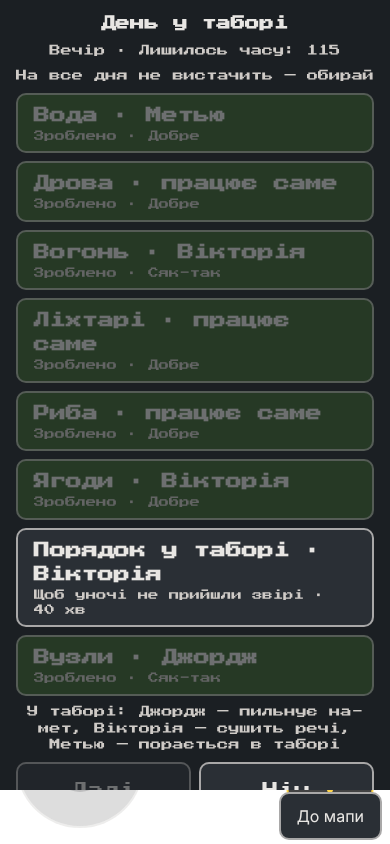 День у таборі
Вечір · Лишилось часу: 115
На все дня не вистачить — обирай
Вода · Метью
Зроблено · Добре
Дрова · працює саме
Зроблено · Добре
Вогонь · Вікторія
Зроблено · Сяк-так
Ліхтарі · працює
саме
Зроблено · Добре
Риба · працює саме
Зроблено · Добре
Ягоди · Вікторія
Зроблено · Добре
Порядок у таборі ·
Вікторія
Щоб уночі не прийшли звірі ·
40 хв
Вузли · Джордж
Зроблено · Сяк-так
У таборі: Джордж — пильнує на-
мет, Вікторія — сушить речі,
Метью — порається в таборі
Далі
Ніч
До мапи